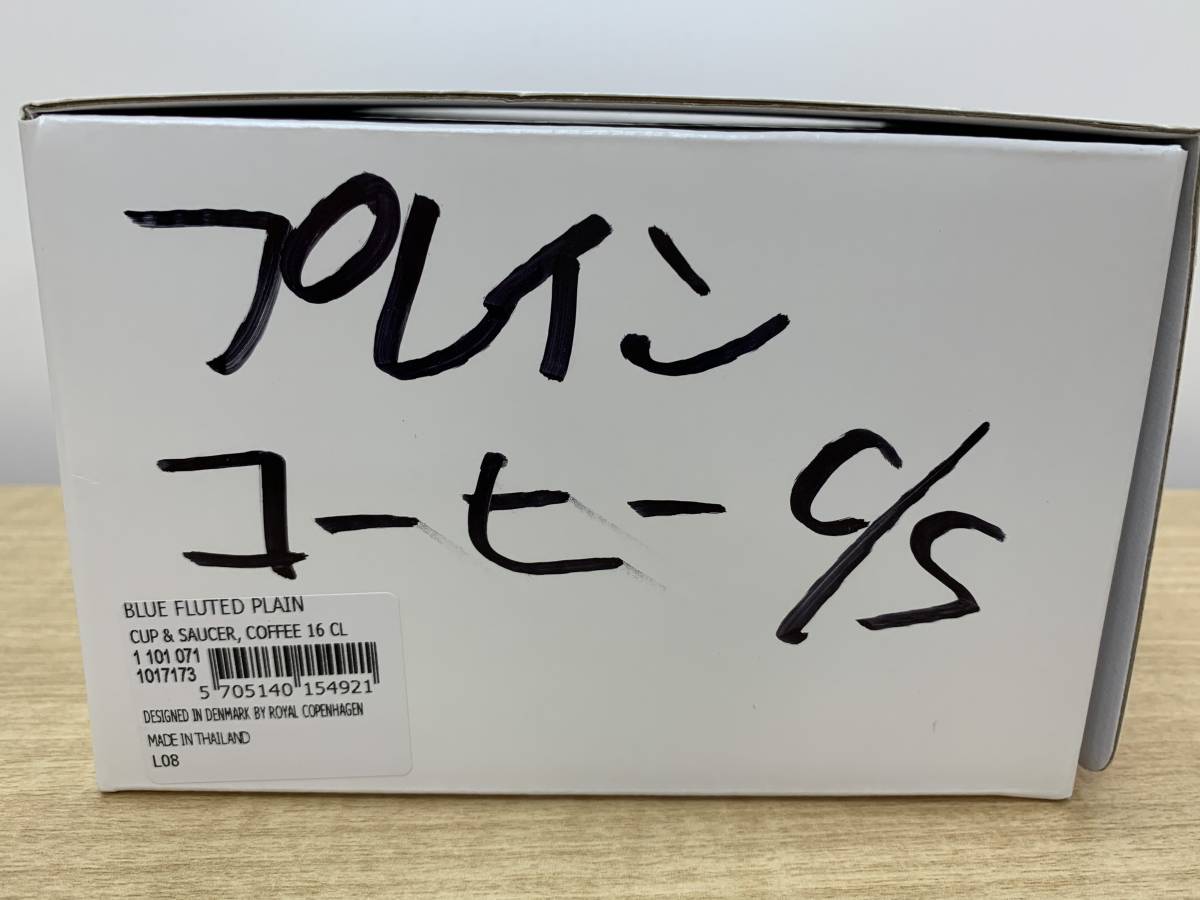 プレイン
コーヒー C/S
BLUE FLUTED PLAIN
CUP & SAUCER, COFFEE 16 CL
1 101 071
1017173
5 705140 154921
DESIGNED IN DENMARK BY ROYAL COPENHAGEN
MADE IN THAILAND
L08